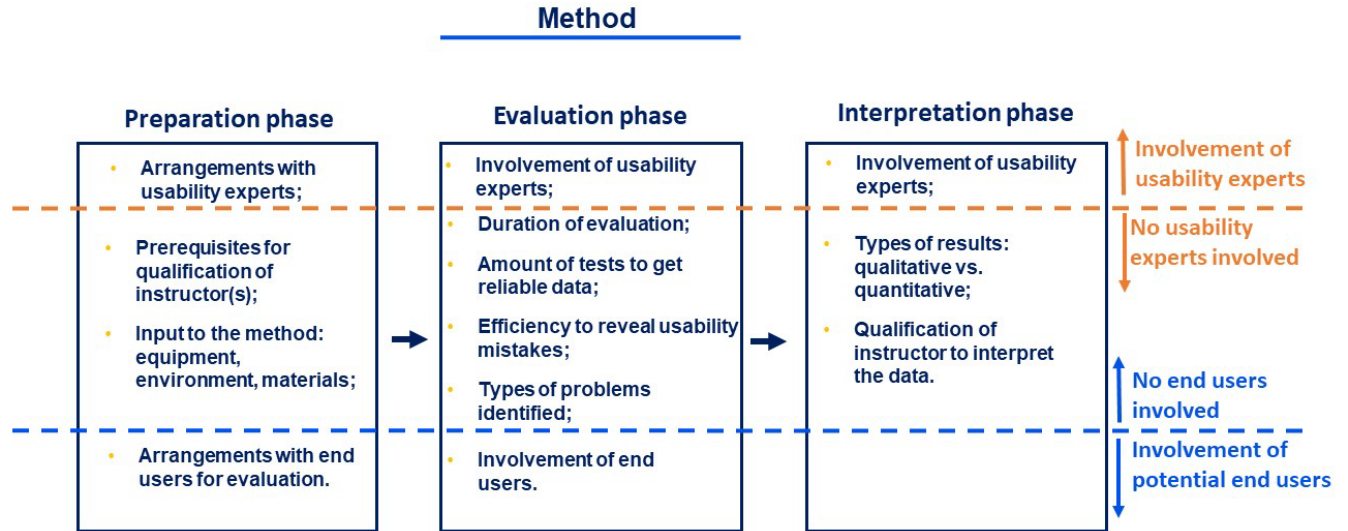 Method
Preparation phase
Arrangements with
usability experts;
Prerequisites for
qualification of
instructor(s);
Input to the method:
equipment,
environment, materials;
Arrangements with end
users for evaluation.
Evaluation phase
Involvement of usability
experts;
Duration of evaluation;
Amount of tests to get
reliable data;
Efficiency to reveal usability
mistakes;
Types of problems
identified;
Involvement of end
users.
Interpretation phase
Involvement of usability
experts;
Types of results:
qualitative vs.
quantitative;
Qualification of
instructor to interpret
the data.
Involvement of
usability experts
No usability
experts involved
No end users
involved
Involvement of
potential end users